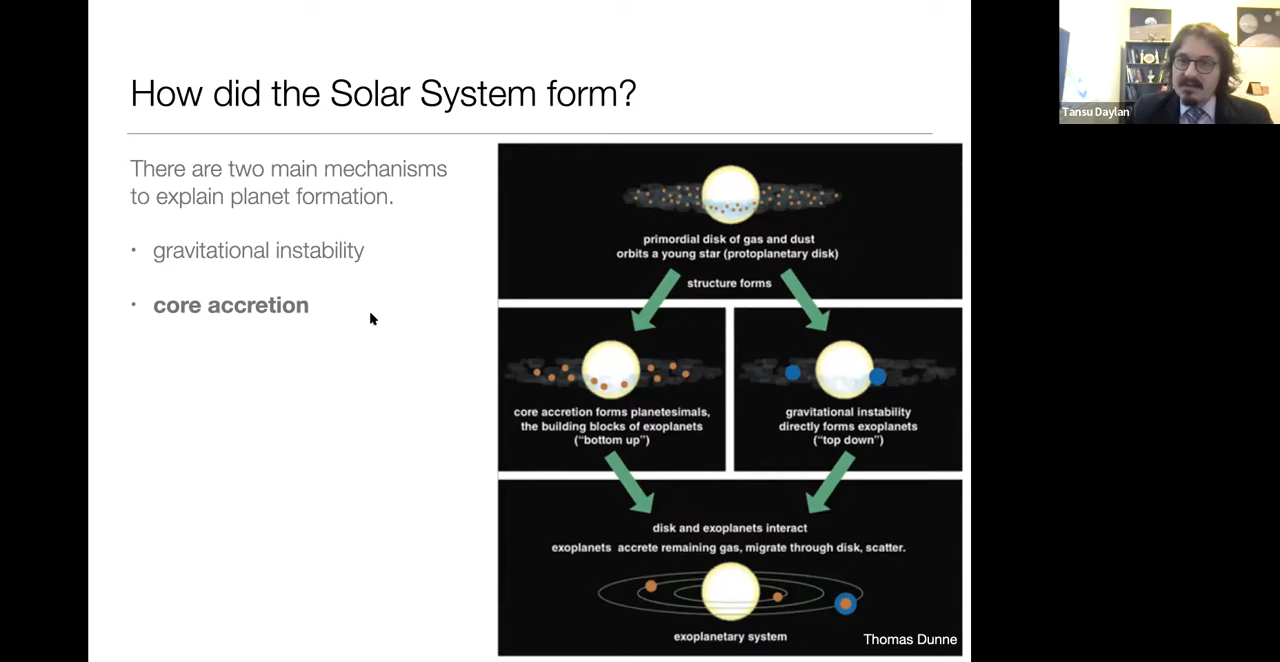 How did the Solar System form?
There are two main mechanisms
to explain planet formation.
• gravitational instability
• core accretion
primordial disk of gas and dust
orbits a young star (protoplanetary disk)
structure forms
core accretion forms planetesimals,
the building blocks of exoplanets
(“bottom up”)
gravitational instability
directly forms exoplanets
(“top down”)
disk and exoplanets interact
exoplanets accrete remaining gas, migrate through disk, scatter.
exoplanetary system
Thomas Dunne
Tansu Daylan